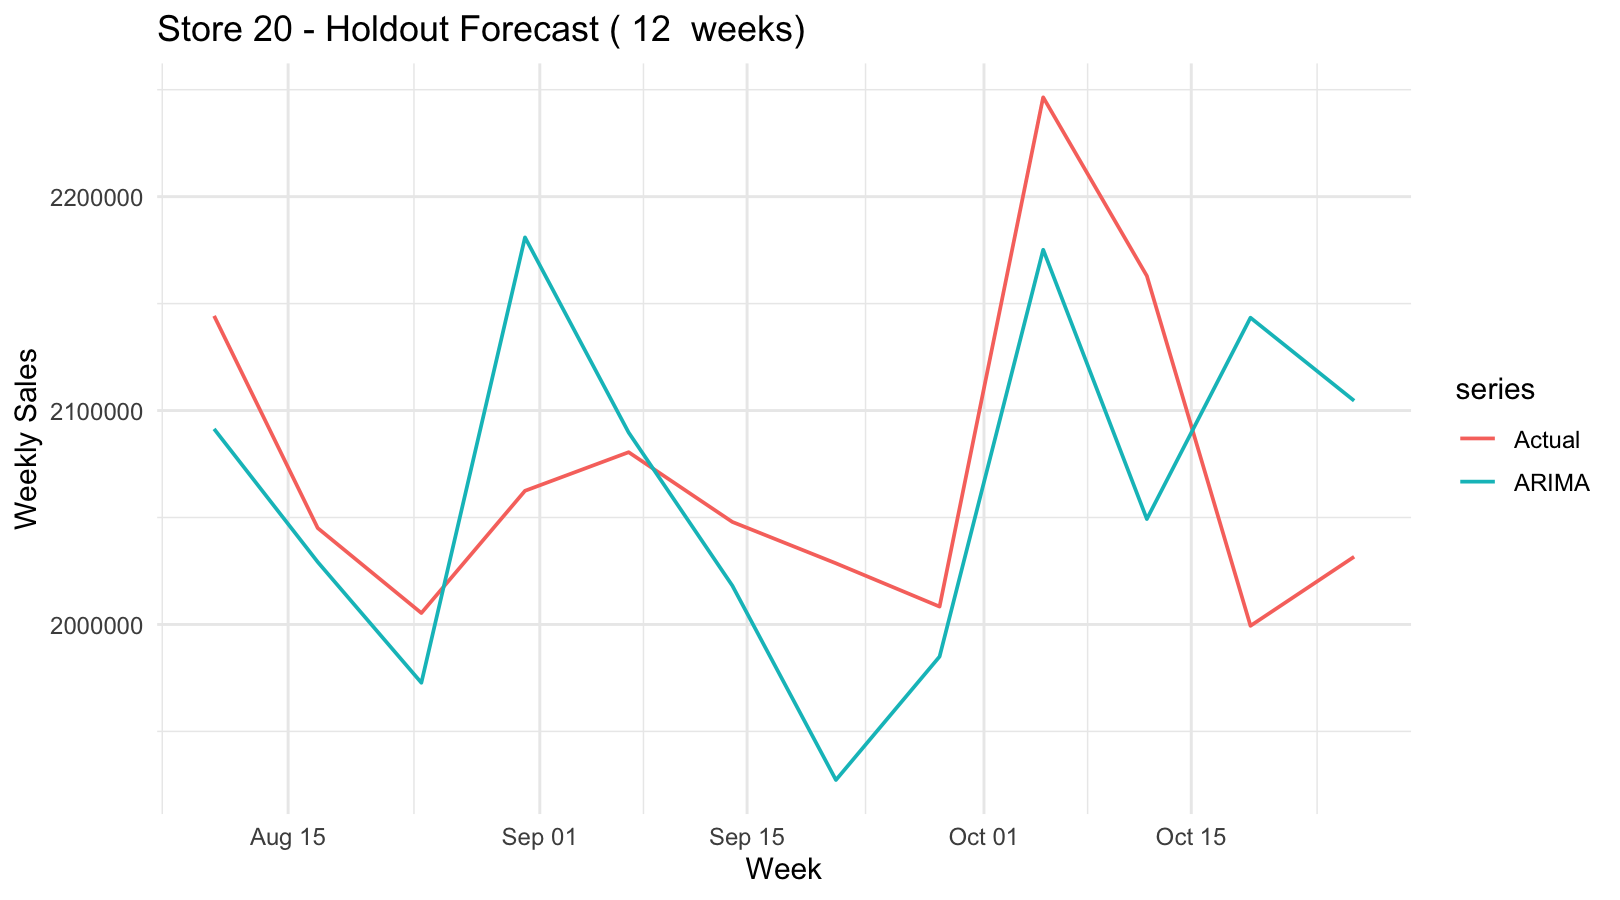 Store 20 - Holdout Forecast ( 12  weeks)
Weekly Sales
2200000
2100000
2000000
Aug 15
Sep 01
Sep 15
Oct 01
Oct 15
Week
series
Actual
ARIMA